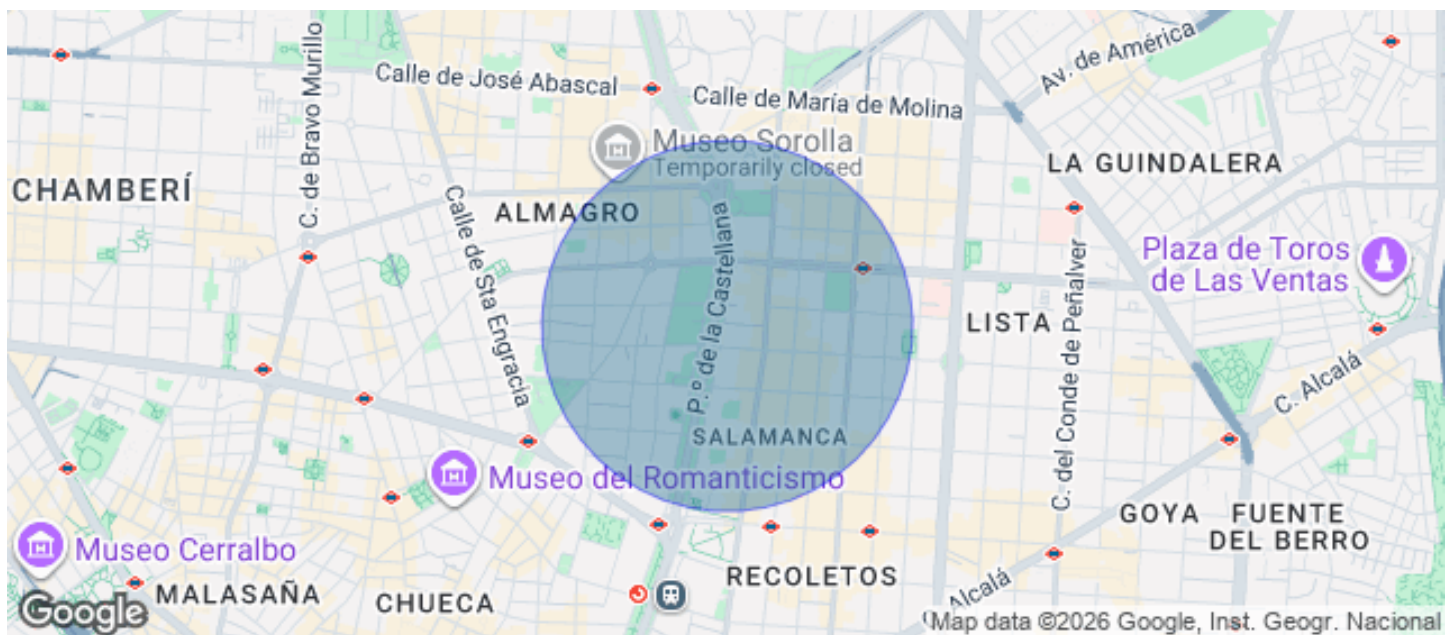 Calle de José Abascal
Av. de América
Calle de María de Molina
C. de Bravo Murillo
Museo Sorolla
Temporarily closed
LA GUINDALERA
CHAMBERÍ
ALMAGRO
Calle de Sta Engracia
P.º de la Castellana
C. del Conde de Peñalver
Plaza de Toros
de Las Ventas
LISTA
C. Alcalá
SALAMANCA
Museo del Romanticismo
GOYA
FUENTE
DEL BERRO
Museo Cerralbo
RECOLETOS
MALASAÑA
CHUECA
Alcalá
Google
Map data ©2026 Google, Inst. Geogr. Nacional